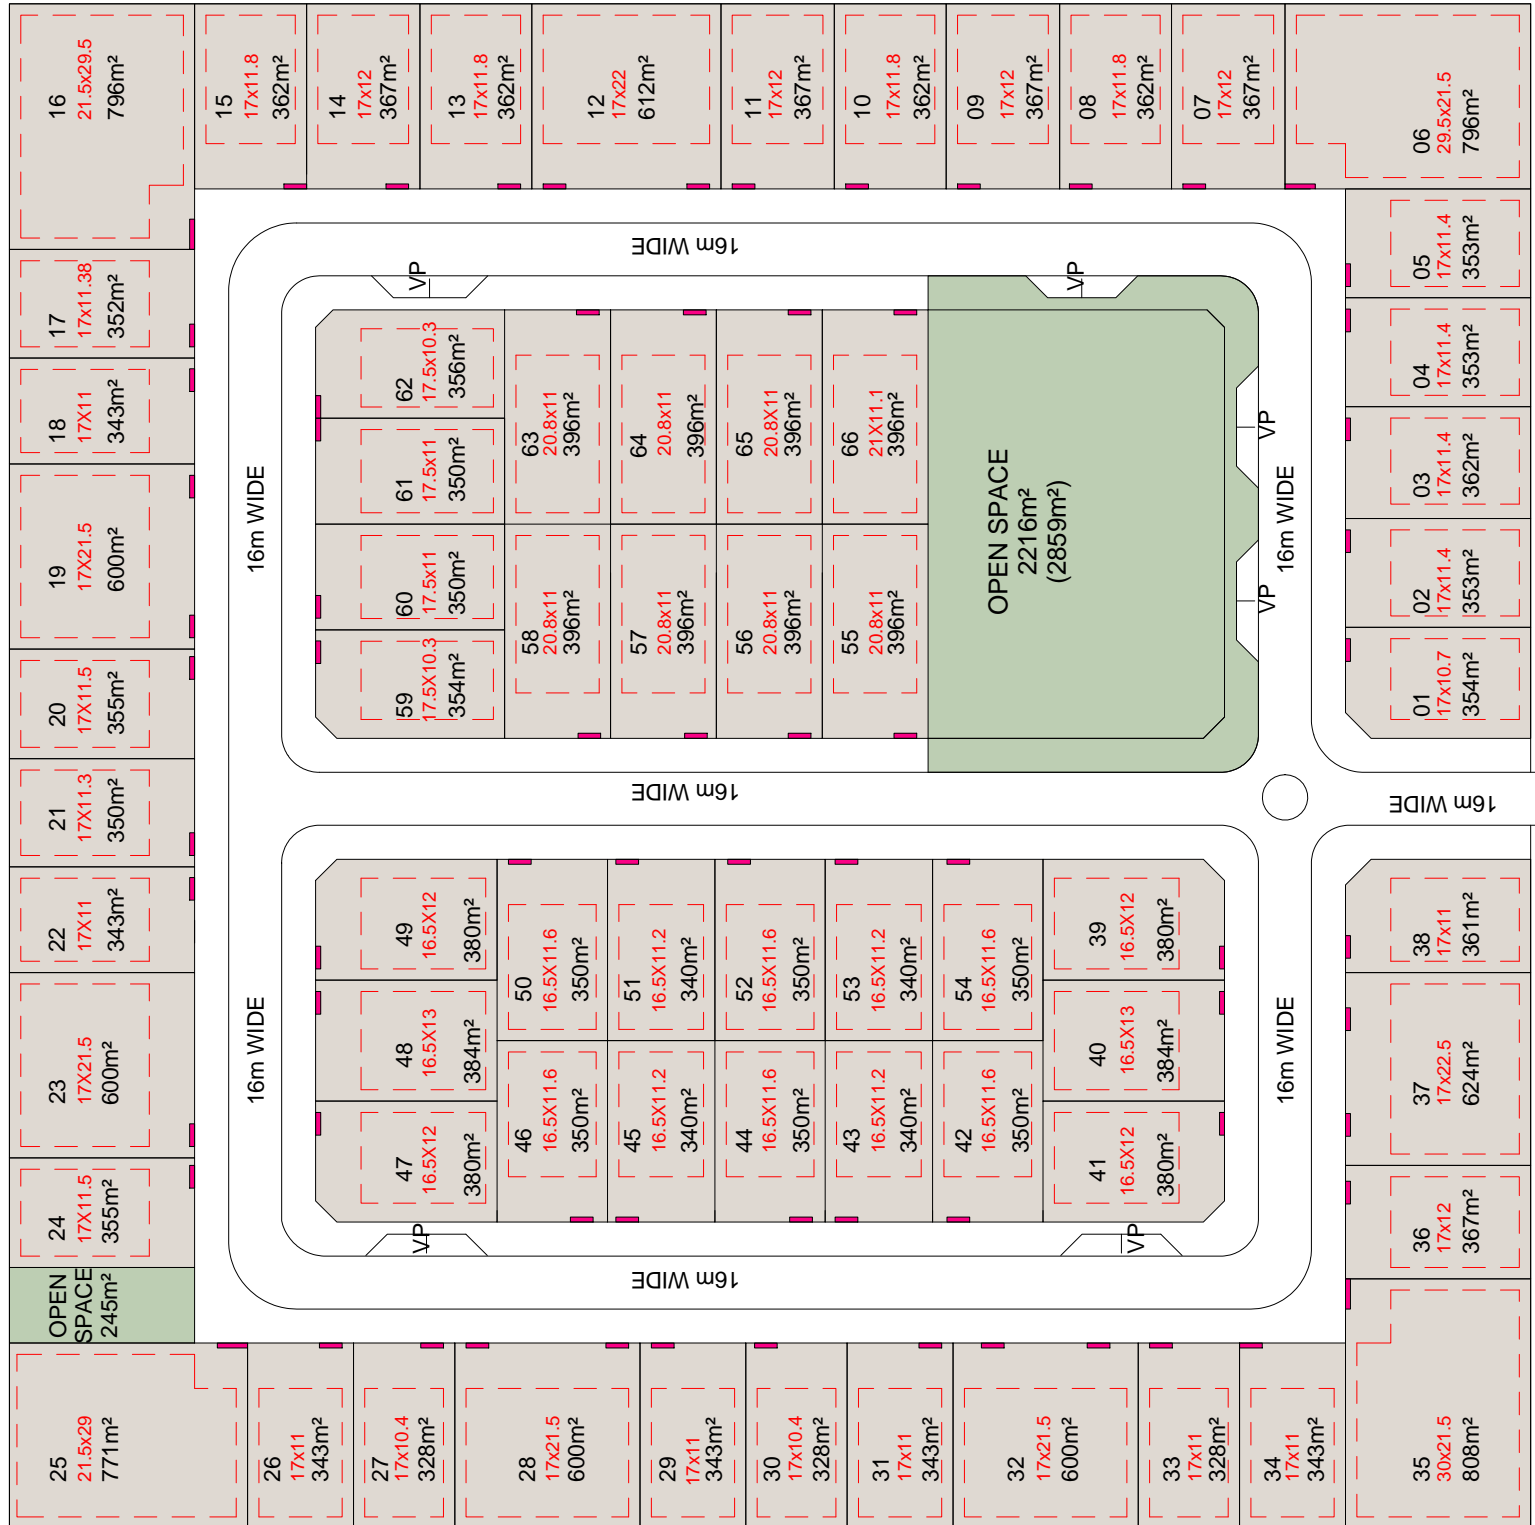 16
21.5x29.5
796m²
15
17x11.8
362m²
14
17x12
367m²
13
17x11.8
362m²
12
17x22
612m²
11
17x12
367m²
10
17x11.8
362m²
09
17x12
367m²
08
17x11.8
362m²
07
17x12
367m²
06
29.5x21.5
796m²
05
17x11.4
353m²
04
17x11.4
353m²
03
17x11.4
362m²
02
17x11.4
353m²
01
17x10.7
354m²
17
17x11.38
352m²
18
17X11
343m²
19
17X21.5
600m²
20
17X11.5
355m²
21
17X11.3
350m²
22
17X11
343m²
23
17X21.5
600m²
24
17X11.5
355m²
OPEN
SPACE
245m²
25
21.5x29
771m²
26
17x11
343m²
27
17x10.4
328m²
28
17x21.5
600m²
29
17x11
343m²
30
17x10.4
328m²
31
17x11
343m²
32
17x21.5
600m²
33
17x11
328m²
34
17x11
343m²
35
30x21.5
808m²
36
17x12
367m²
37
17x22.5
624m²
38
17x11
361m²
16m WIDE
16m WIDE
16m WIDE
16m WIDE
16m WIDE
16m WIDE
16m WIDE
16m WIDE
VP
VP
VP
VP
VP
VP
62
17.5x10.3
356m²
61
17.5x11
350m²
60
17.5x11
350m²
59
17.5X10.3
354m²
63
20.8x11
396m²
64
20.8x11
396m²
65
20.8X11
396m²
66
21X11.1
396m²
58
20.8x11
396m²
57
20.8x11
396m²
56
20.8x11
396m²
55
20.8x11
396m²
OPEN SPACE
2216m²
(2859m²)
49
16.5X12
380m²
48
16.5X13
384m²
47
16.5X12
380m²
50
16.5X11.6
350m²
51
16.5X11.2
340m²
52
16.5X11.6
350m²
53
16.5X11.2
340m²
54
16.5X11.6
350m²
46
16.5X11.6
350m²
45
16.5X11.2
340m²
44
16.5X11.6
350m²
43
16.5X11.2
340m²
42
16.5X11.6
350m²
39
16.5X12
380m²
40
16.5X13
384m²
41
16.5X12
380m²